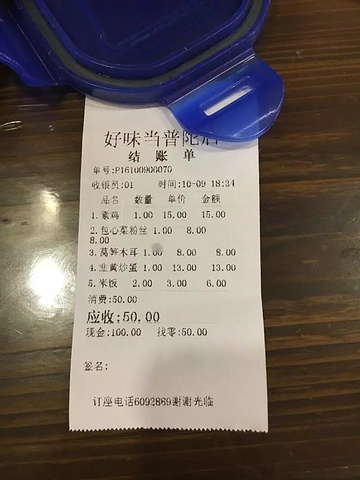 好味当普陀店
结 账 单
单号:P16100900070
收银员:01 时间:10-09 18:34
品名 数量 单价 金额
1.素鸡 1.00 15.00 15.00
2.包心菜粉丝 1.00 8.00
8.00
3.莴笋木耳 1.00 8.00 8.00
4.韭黄炒蛋 1.00 13.00 13.00
5.米饭 2.00 3.00 6.00
消费:50.00
应收:50.00
现金:100.00 找零:50.00
签名:
订座电话6092889谢谢光临